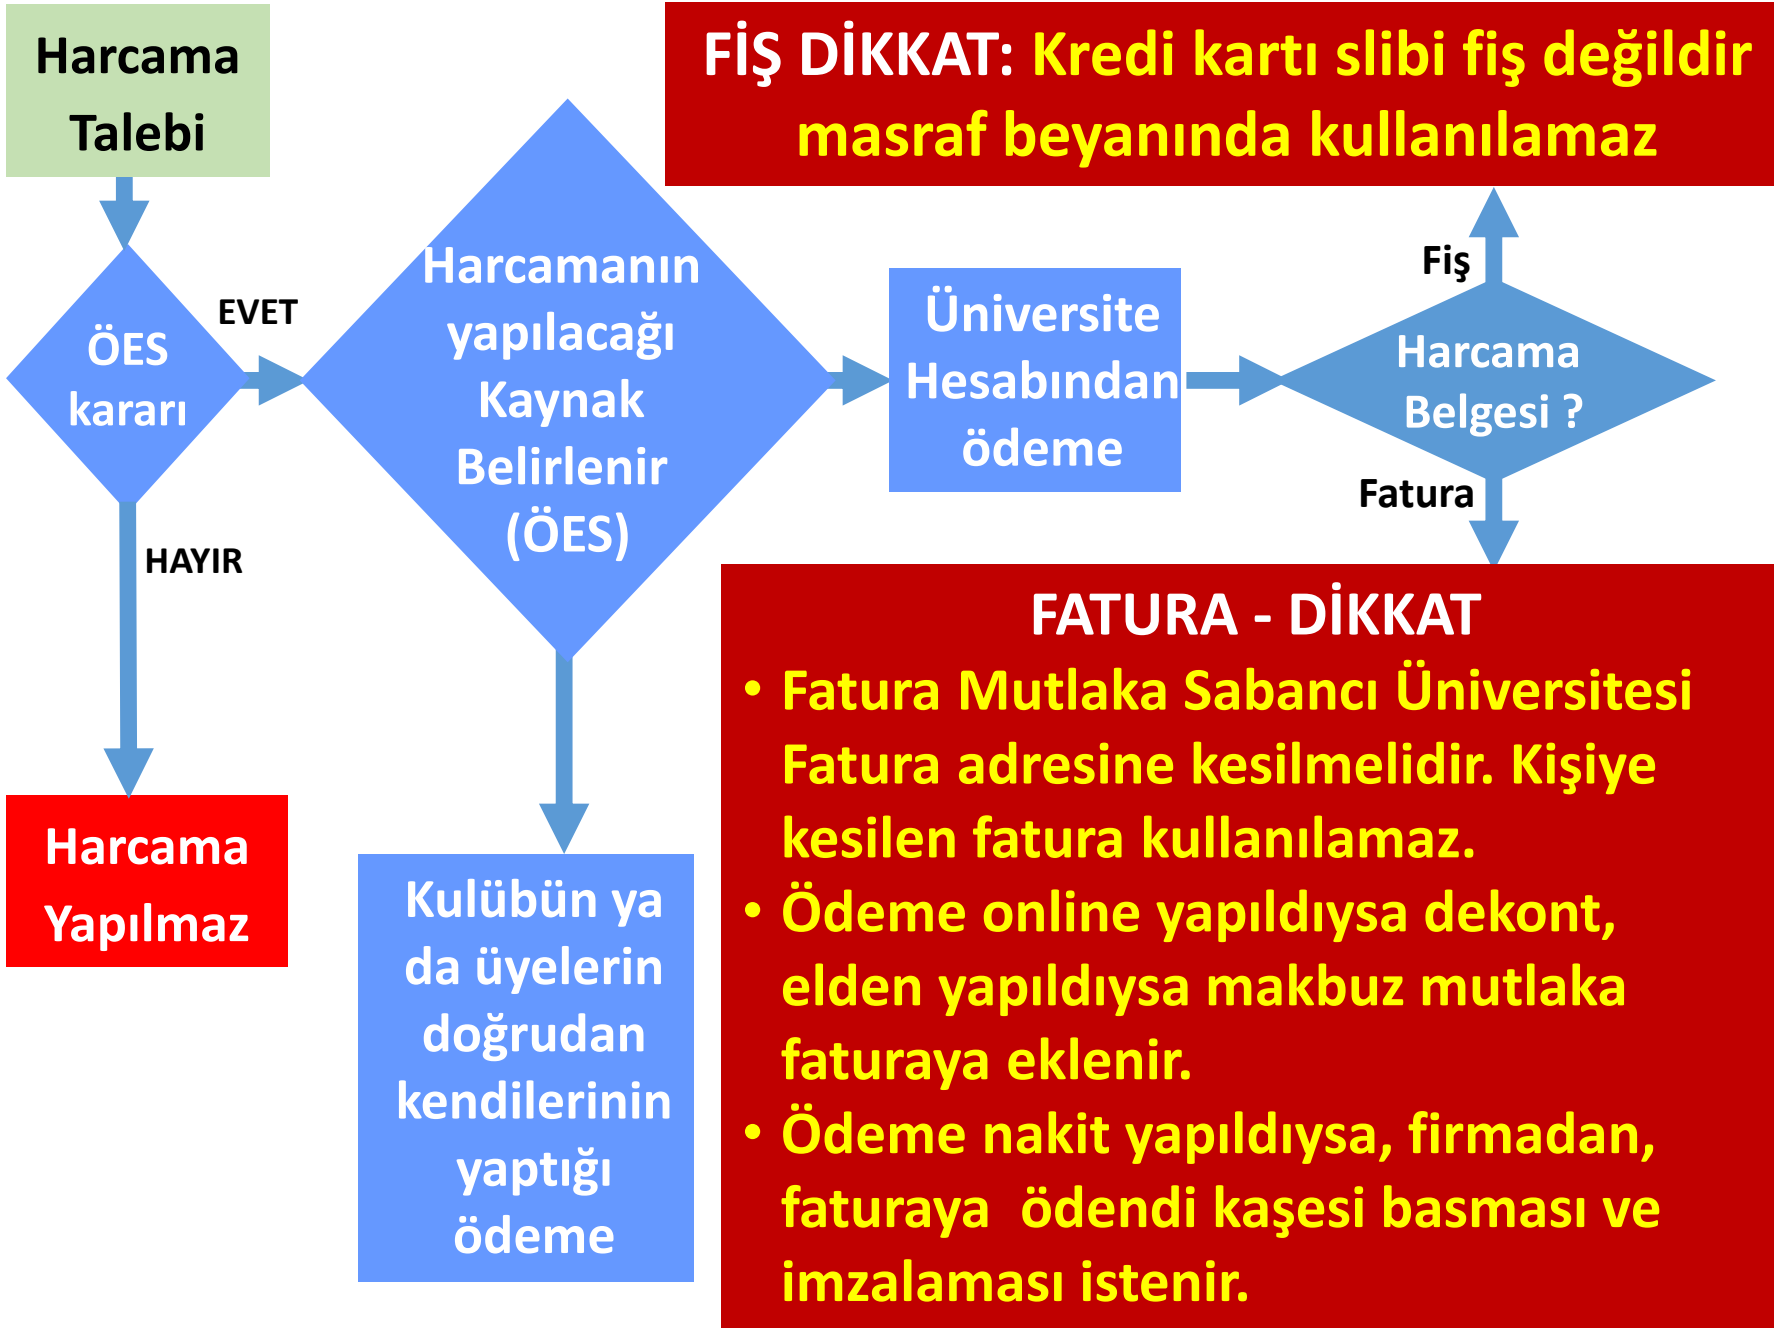 Harcama
Talebi
ÖES
kararı
EVET
HAYIR
Harcama
Yapılmaz
Harcamanın
yapılacağı
Kaynak
Belirlenir
(ÖES)
Kulübün ya
da üyelerin
doğrudan
kendilerinin
yaptığı
ödeme
Üniversite
Hesabından
ödeme
Harcama
Belgesi ?
Fiş
FİŞ DİKKAT: Kredi kartı slibi fiş değildir
masraf beyanında kullanılamaz
Fatura
FATURA - DİKKAT
• Fatura Mutlaka Sabancı Üniversitesi
Fatura adresine kesilmelidir. Kişiye
kesilen fatura kullanılamaz.
• Ödeme online yapıldıysa dekont,
elden yapıldıysa makbuz mutlaka
faturaya eklenir.
• Ödeme nakit yapıldıysa, firmadan,
faturaya  ödendi kaşesi basması ve
imzalaması istenir.